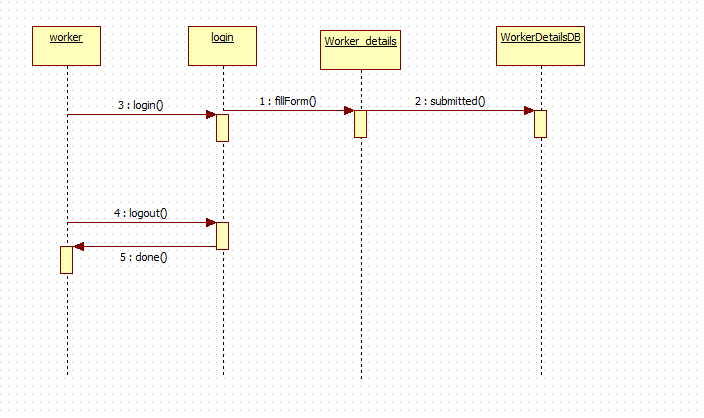 worker
login
Worker_details
WorkerDetailsDB
3 : login()
1 : fillForm()
2 : submitted()
4 : logout()
5 : done()